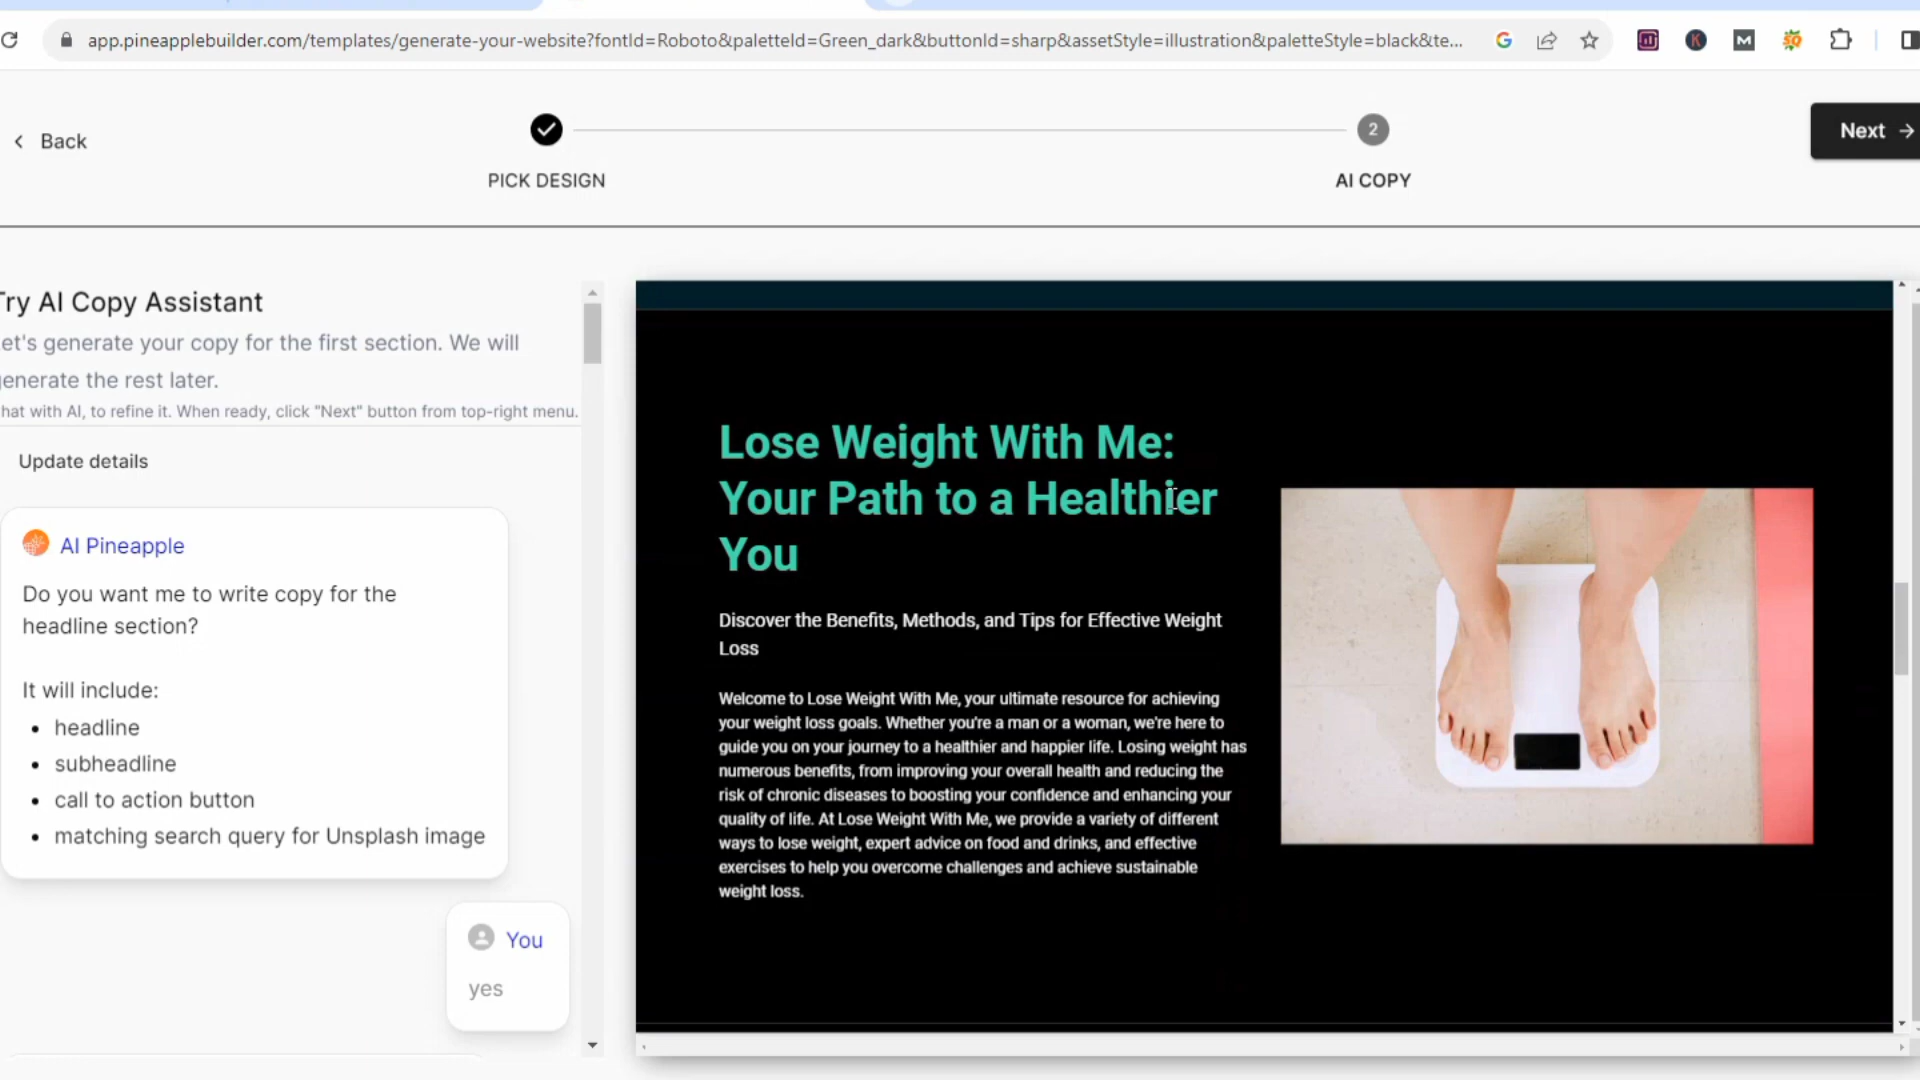 app.pineapplebuilder.com/templates/generate-your-website?fontId=Roboto&paletteId=Green_dark&buttonId=sharp&assetStyle=illustration&paletteStyle=black&te...
Back
PICK DESIGN
2
AI COPY
Next
Try AI Copy Assistant
et's generate your copy for the first section. We will
enerate the rest later.
hat with AI, to refine it. When ready, click "Next" button from top-right menu.
Update details
AI Pineapple
Do you want me to write copy for the
headline section?
It will include:
• headline
• subheadline
• call to action button
• matching search query for Unsplash image
You
yes
Lose Weight With Me:
Your Path to a Healthier
You
Discover the Benefits, Methods, and Tips for Effective Weight
Loss
Welcome to Lose Weight With Me, your ultimate resource for achieving
your weight loss goals. Whether you're a man or a woman, we're here to
guide you on your journey to a healthier and happier life. Losing weight has
numerous benefits, from improving your overall health and reducing the
risk of chronic diseases to boosting your confidence and enhancing your
quality of life. At Lose Weight With Me, we provide a variety of different
ways to lose weight, expert advice on food and drinks, and effective
exercises to help you overcome challenges and achieve sustainable
weight loss.